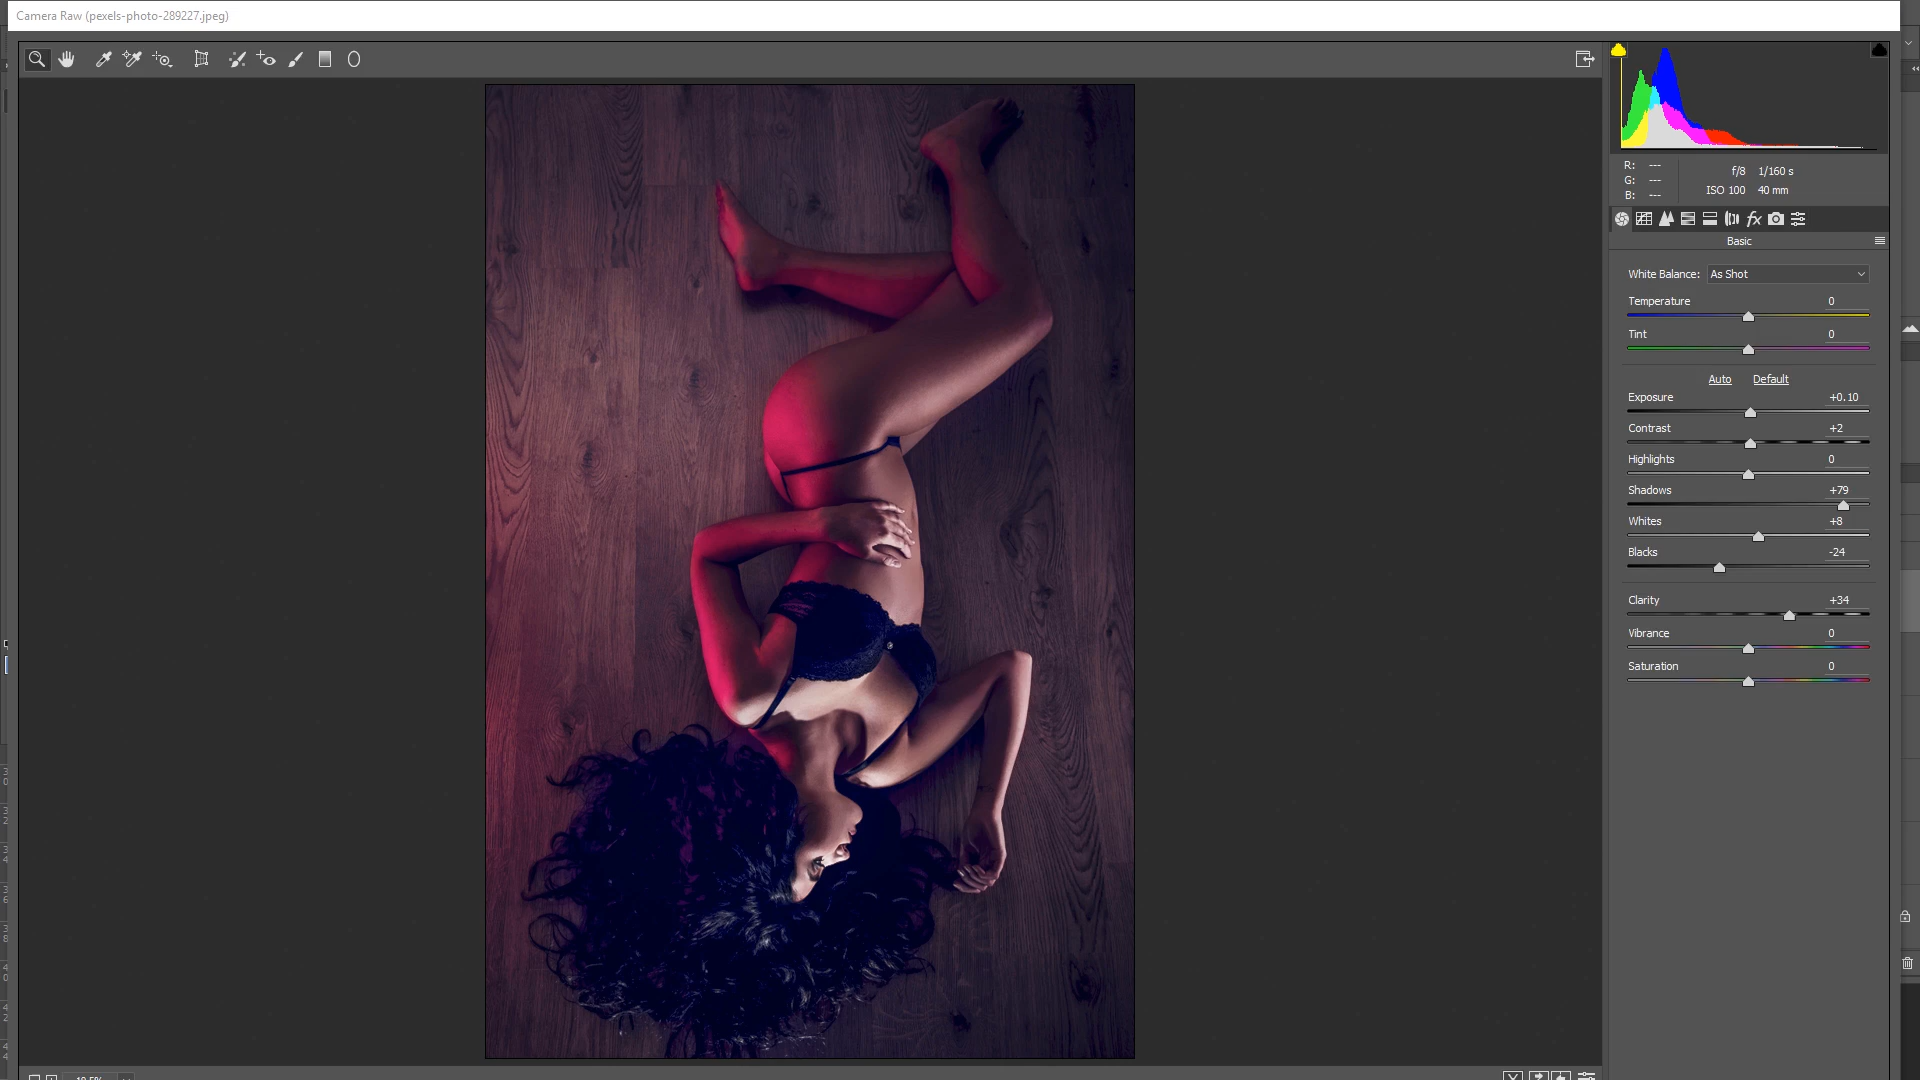 Camera Raw (pexels-photo-289227.jpeg)
R: ---
G: ---
B: ---
f/8 1/160 s
ISO 100 40 mm
fx
Basic
White Balance: As Shot
Temperature 0
Tint 0
Auto Default
Exposure +0.10
Contrast +2
Highlights 0
Shadows +79
Whites +8
Blacks -24
Clarity +34
Vibrance 0
Saturation 0